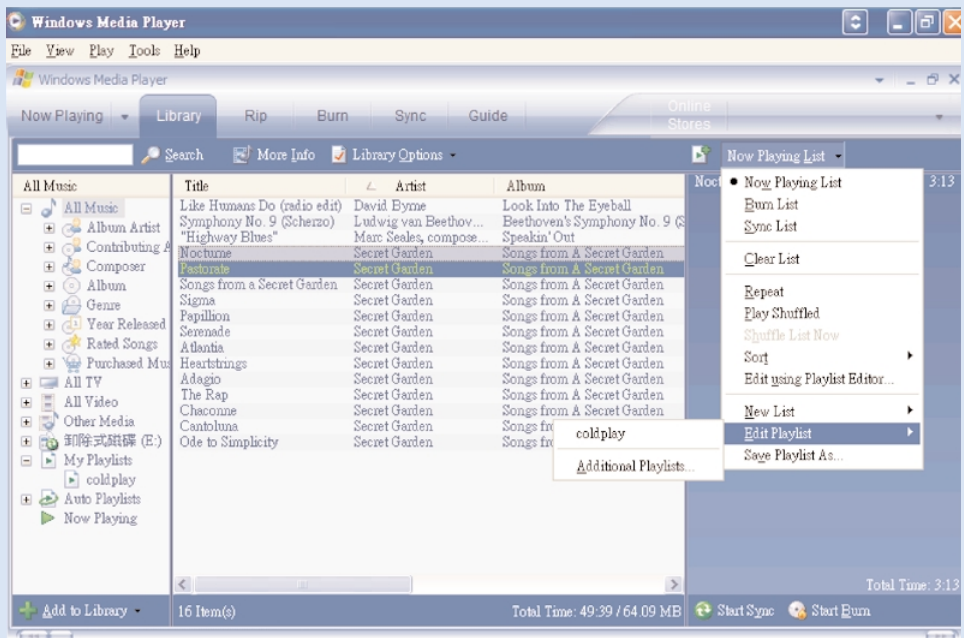 Windows Media Player
File View Play Tools Help
Windows Media Player
Now Playing Library Rip Burn Sync Guide Online Stores
Search More Info Library Options Now Playing List
All Music
All Music
Album Artist
Contributing A
Composer
Album
Genre
Year Released
Rated Songs
Purchased Mu
All TV
All Video
Other Media
卸除式磁碟 (E:)
My Playlists
coldplay
Auto Playlists
Now Playing
Title Artist Album
Like Humans Do (radio edit) David Byrne Look Into The Eyeball
Symphony No. 9 (Scherzo) Ludwig van Beethov... Beethoven's Symphony No. 9 (S
"Highway Blues" Marc Seales, compose... Speakin' Out
Nocturne Secret Garden Songs from A Secret Garden
Pastorale Secret Garden Songs from A Secret Garden
Songs from a Secret Garden Secret Garden Songs from A Secret Garden
Sigma Secret Garden Songs from A Secret Garden
Papillion Secret Garden Songs from A Secret Garden
Serenade Secret Garden Songs from A Secret Garden
Atlantia Secret Garden Songs from A Secret Garden
Heartstrings Secret Garden Songs from A Secret Garden
Adagio Secret Garden Songs from A Secret Garden
The Rap Secret Garden Songs from A Secret Garden
Chaconne Secret Garden Songs from A Secret Garden
Cantoluna Secret Garden Songs fr
Ode to Simplicity Secret Garden Songs fr
Noct 3:13
Now Playing List
Burn List
Sync List
Clear List
Repeat
Play Shuffled
Shuffle List Now
Sort
Edit using Playlist Editor...
New List
Edit Playlist
Save Playlist As...
coldplay
Additional Playlists...
Total Time: 3:13
Add to Library 16 Item(s) Total Time: 49:39 / 64.09 MB Start Sync Start Burn